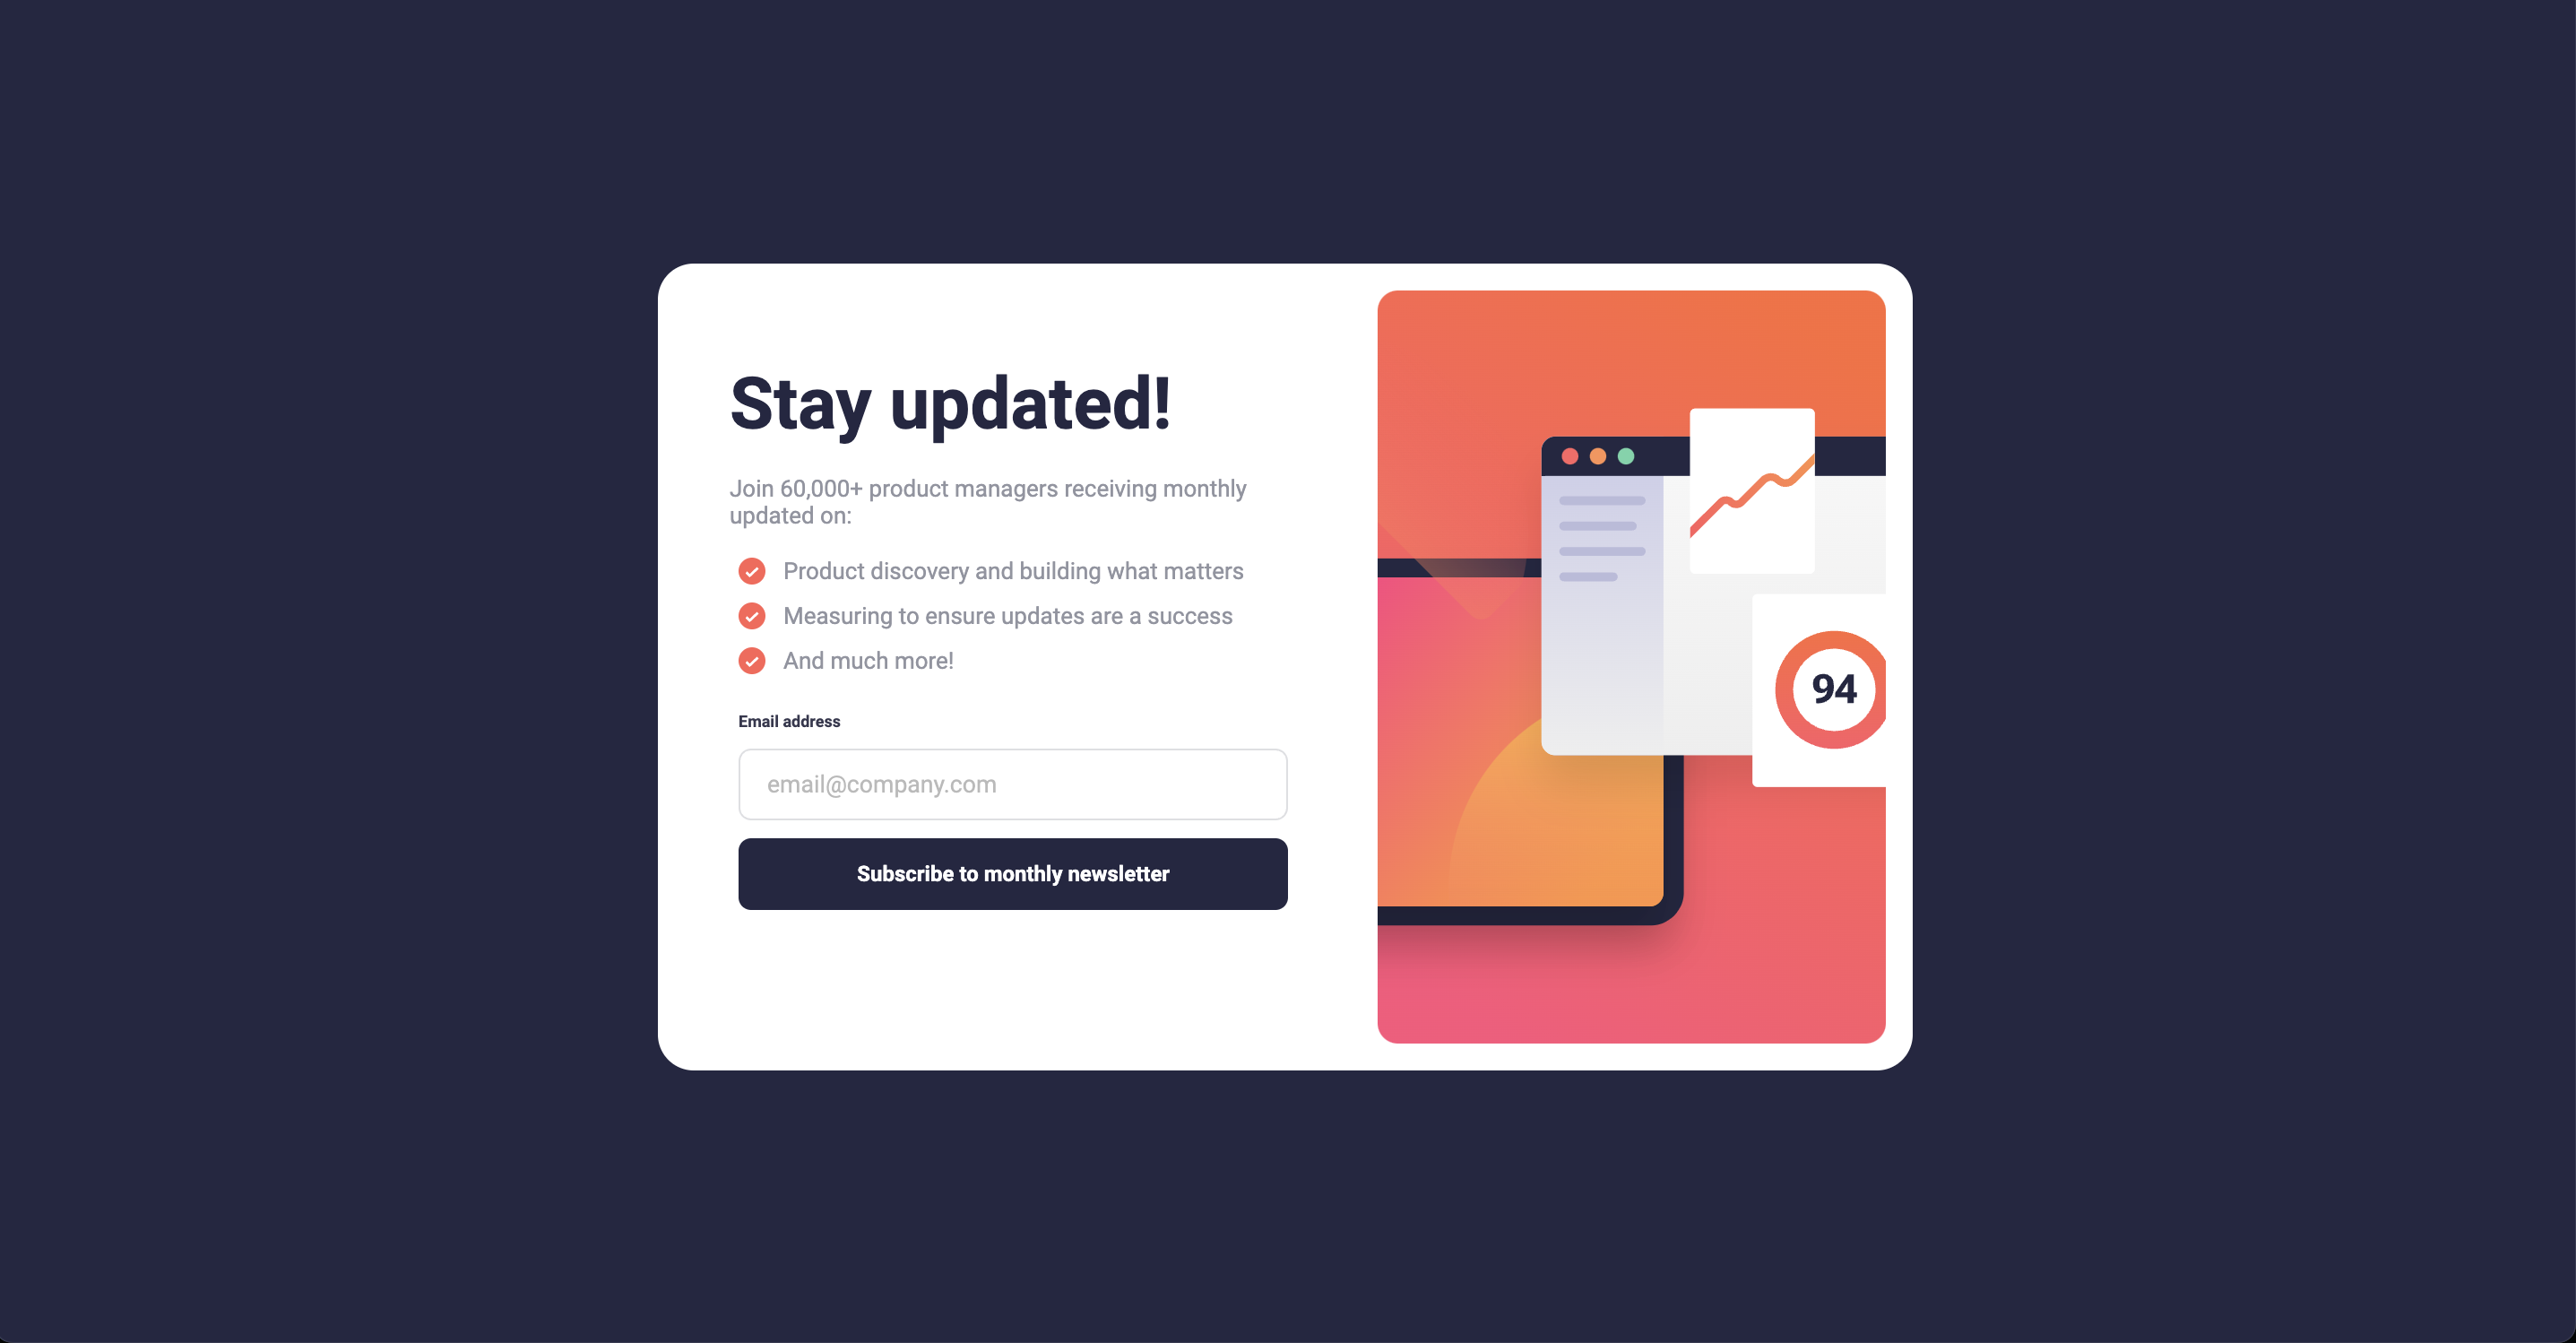 Stay updated!
Join 60,000+ product managers receiving monthly
updated on:
Product discovery and building what matters
Measuring to ensure updates are a success
And much more!
Email address
email@company.com
Subscribe to monthly newsletter
94